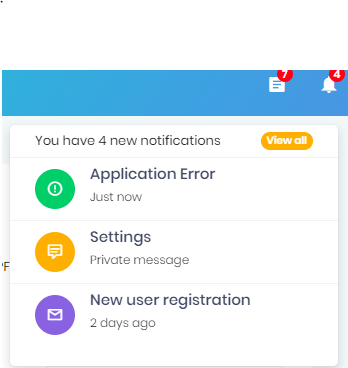 7
4
You have 4 new notifications
View all
Application Error
Just now
Settings
Private message
New user registration
2 days ago